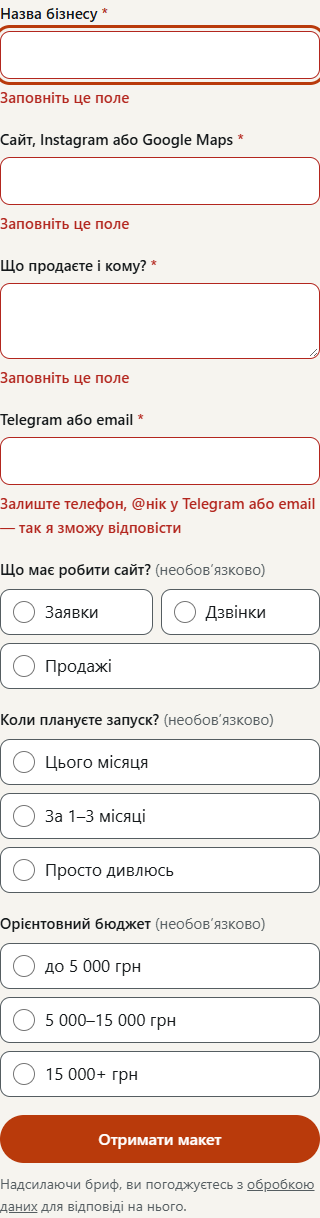 Назва бізнесу *
Заповніть це поле
Сайт, Instagram або Google Maps *
Заповніть це поле
Що продаєте і кому? *
Заповніть це поле
Telegram або email *
Залиште телефон, @нік у Telegram або email
— так я зможу відповісти
Що має робити сайт? (необов’язково)
Заявки
Дзвінки
Продажі
Коли плануєте запуск? (необов’язково)
Цього місяця
За 1–3 місяці
Просто дивлюсь
Орієнтовний бюджет (необов’язково)
до 5 000 грн
5 000–15 000 грн
15 000+ грн
Отримати макет
Надсилаючи бриф, ви погоджуєтесь з обробкою
даних для відповіді на нього.